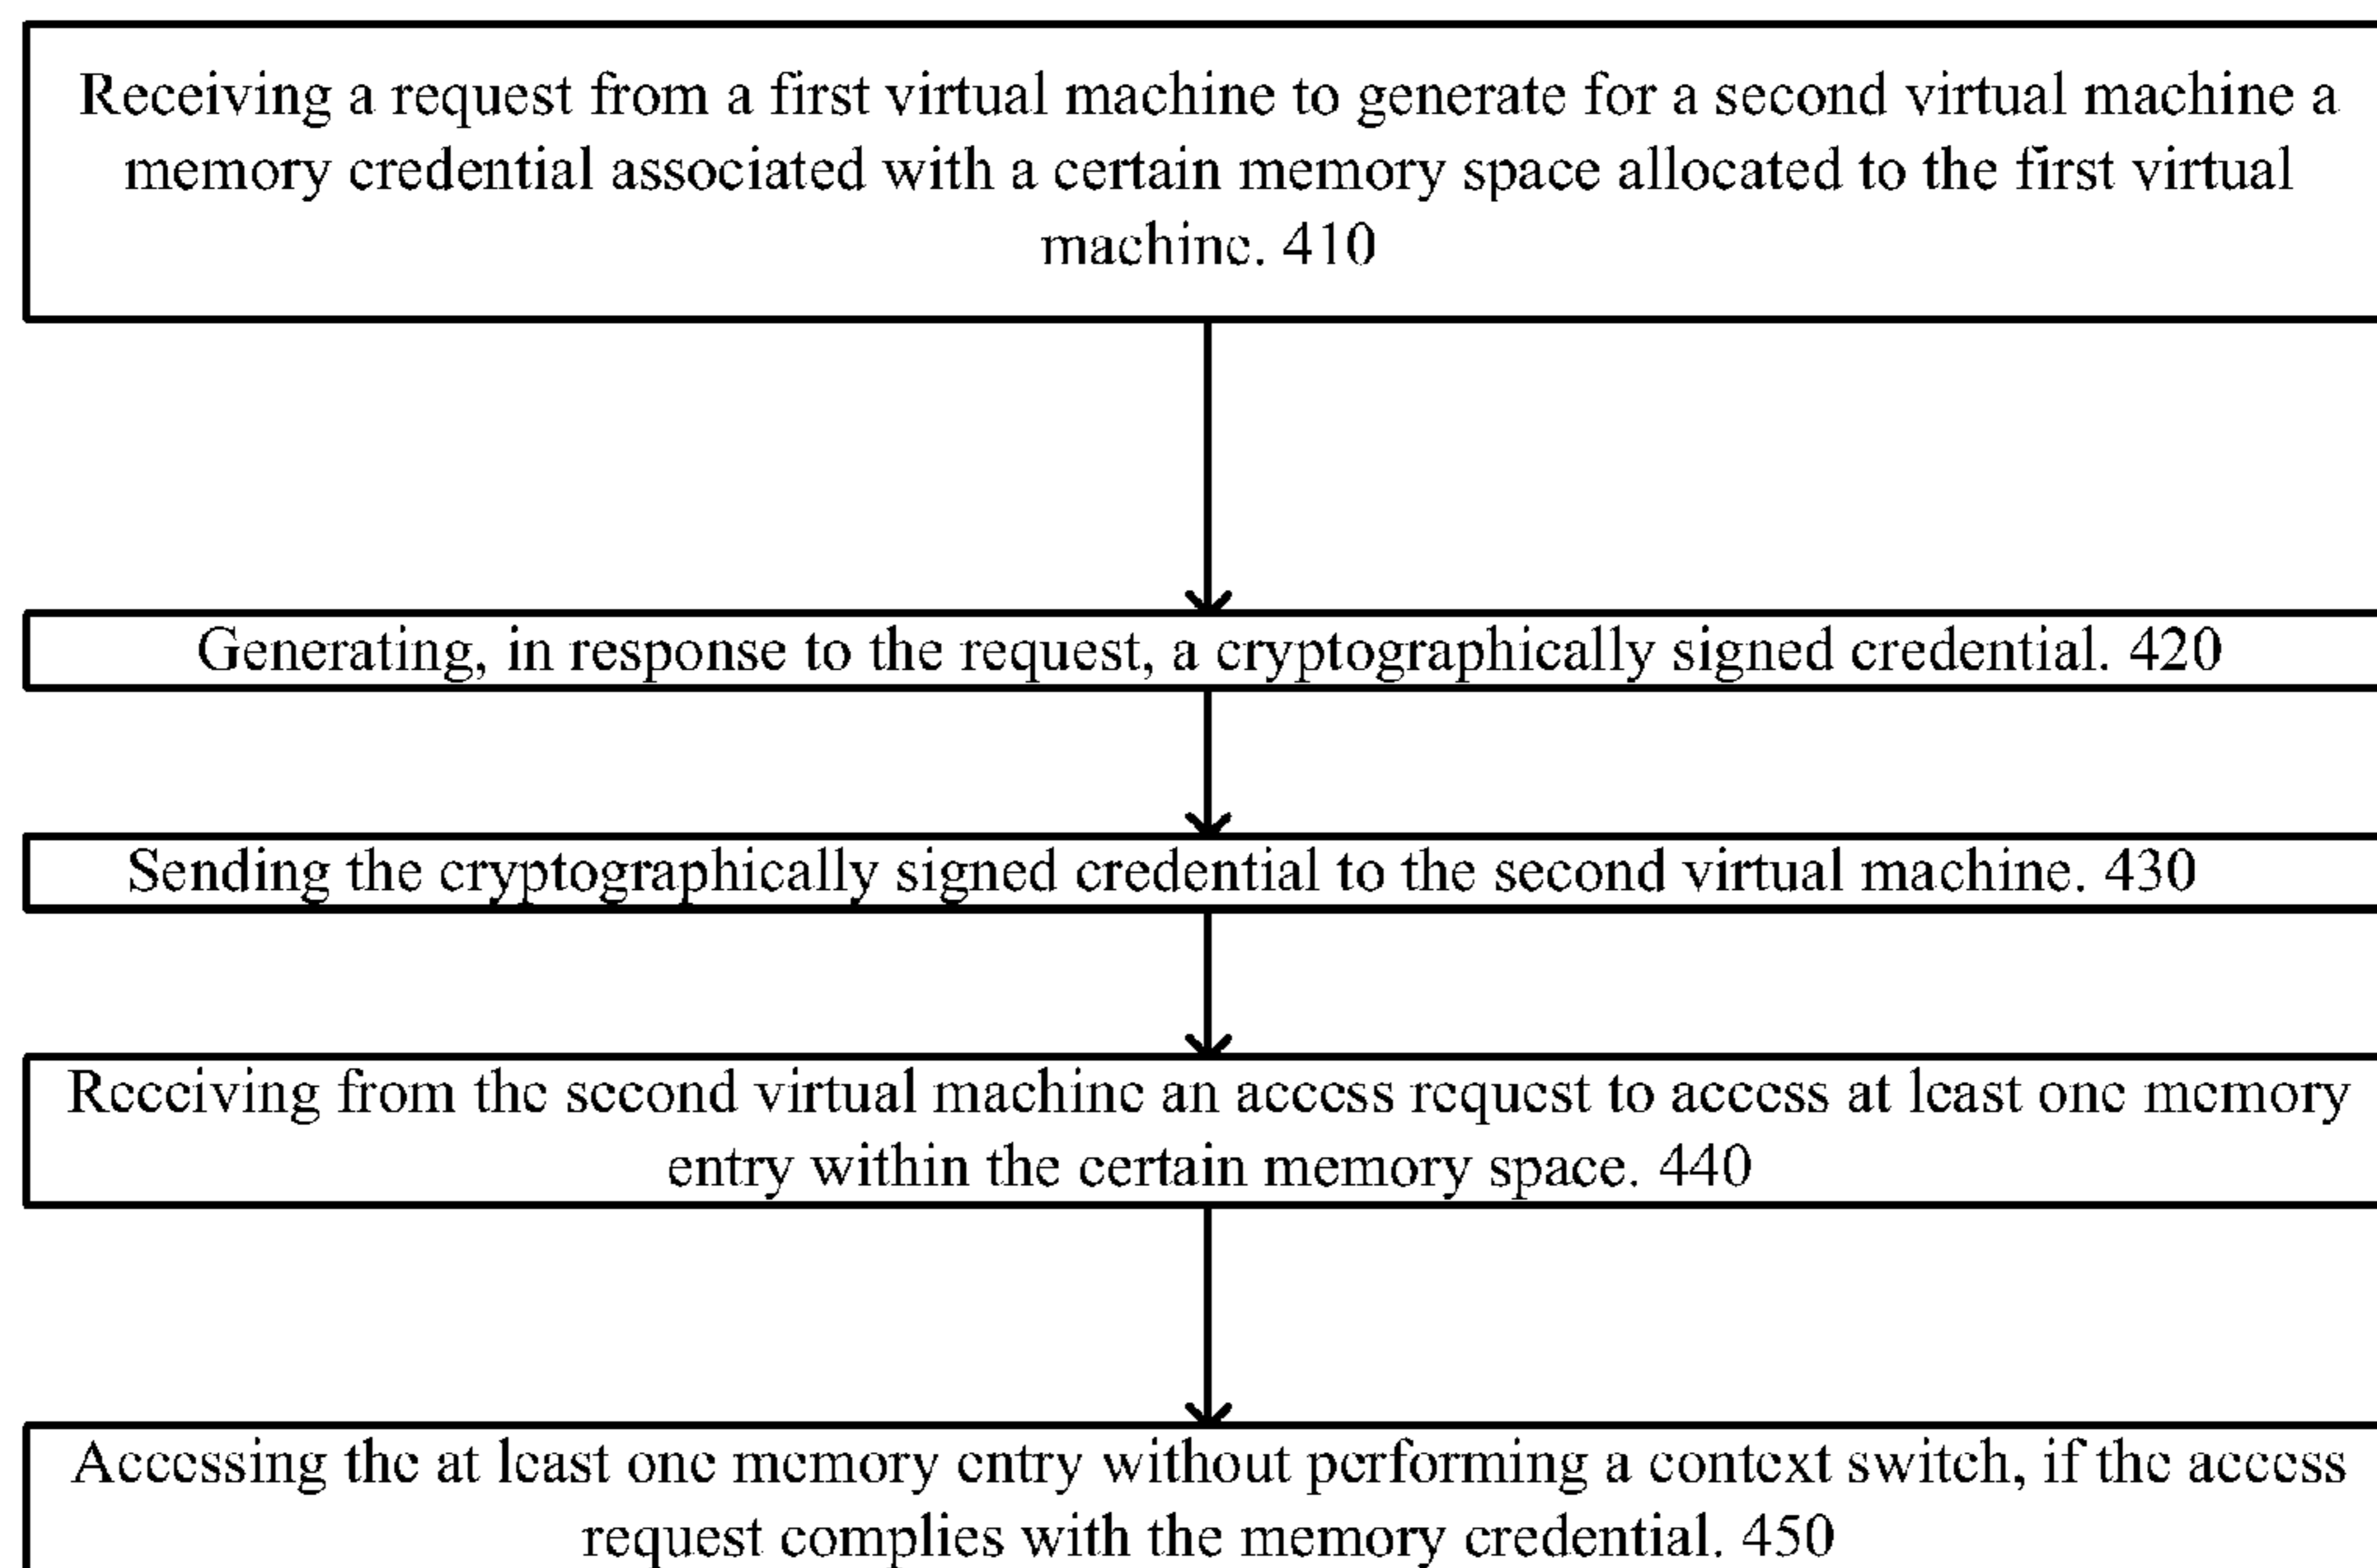 Receiving a request from a first virtual machine to generate for a second virtual machine a
memory credential associated with a certain memory space allocated to the first virtual
machine. 410
Generating, in response to the request, a cryptographically signed credential. 420
Sending the cryptographically signed credential to the second virtual machine. 430
Receiving from the second virtual machine an access request to access at least one memory
entry within the certain memory space. 440
Accessing the at least one memory entry without performing a context switch, if the access
request complies with the memory credential. 450